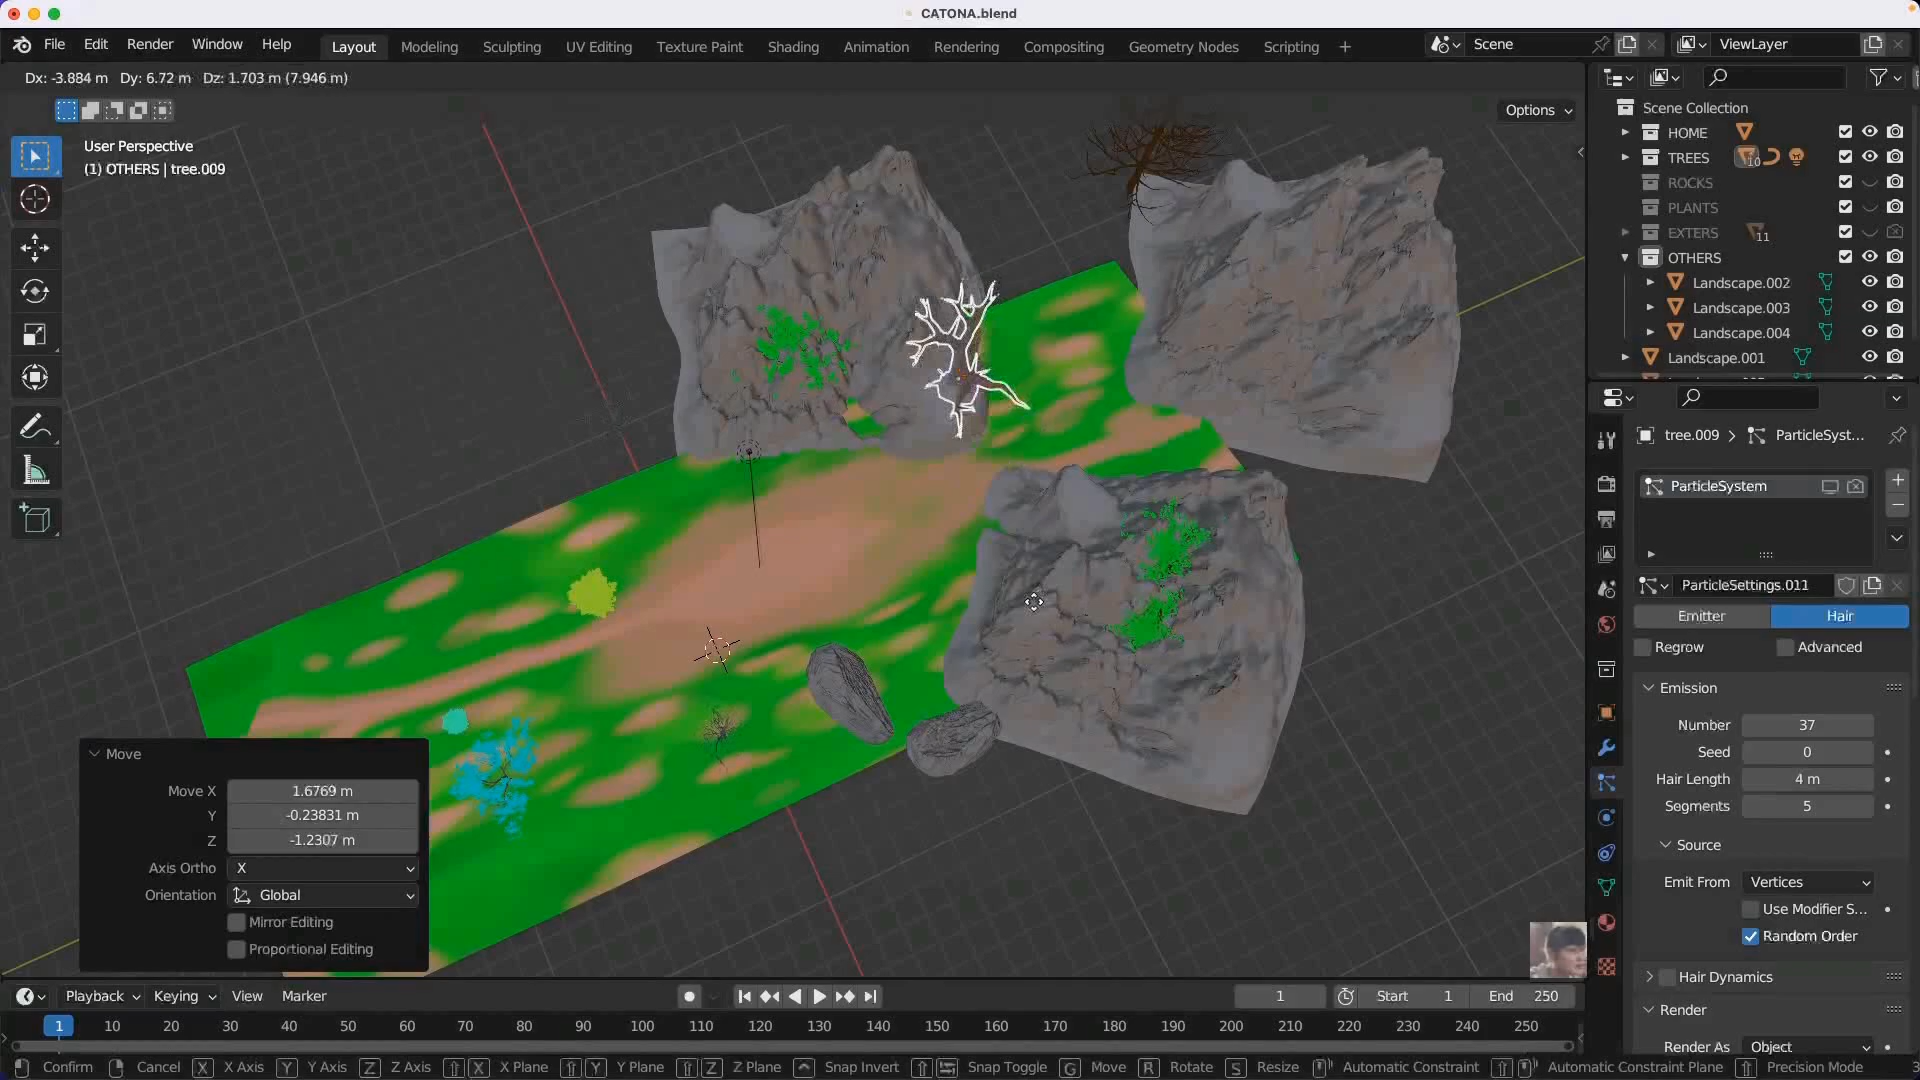 CATONA.blend
File Edit Render Window Help Layout Modeling Sculpting UV Editing Texture Paint Shading Animation Rendering Compositing Geometry Nodes Scripting + Scene ViewLayer
Dx: -3.884 m Dy: 6.72 m Dz: 1.703 m (7.946 m)
Options
User Perspective
(1) OTHERS | tree.009
Scene Collection
HOME
TREES 10
ROCKS
PLANTS
EXTERS 11
OTHERS
Landscape.002
Landscape.003
Landscape.004
Landscape.001
tree.009 > ParticleSyst...
ParticleSystem
ParticleSettings.011
Emitter Hair
Regrow Advanced
Emission
Number 37
Seed 0
Hair Length 4 m
Segments 5
Source
Emit From Vertices
Use Modifier S...
Random Order
Hair Dynamics
Render
Render As Object
Move
Move X 1.6769 m
Y -0.23831 m
Z -1.2307 m
Axis Ortho X
Orientation Global
Mirror Editing
Proportional Editing
Playback Keying View Marker 1 Start 1 End 250
1 10 20 30 40 50 60 70 80 90 100 110 120 130 140 150 160 170 180 190 200 210 220 230 240 250
Confirm Cancel X X Axis Y Y Axis Z Z Axis X X Plane Y Y Plane Z Z Plane Snap Invert Snap Toggle G Move R Rotate S Resize Automatic Constraint Automatic Constraint Plane Precision Mode